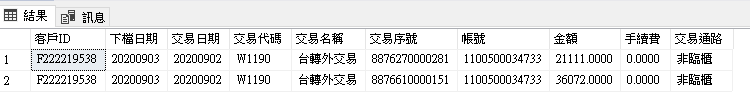 結果 訊息
客戶ID 下檔日期 交易日期 交易代碼 交易名稱 交易序號 帳號 金額 手續費 交易通路
1 F222219538 20200903 20200902 W1190 台轉外交易 8876270000281 1100500034733 21111.0000 0.0000 非臨櫃
2 F222219538 20200903 20200902 W1190 台轉外交易 8876610000151 1100500034733 36072.0000 0.0000 非臨櫃